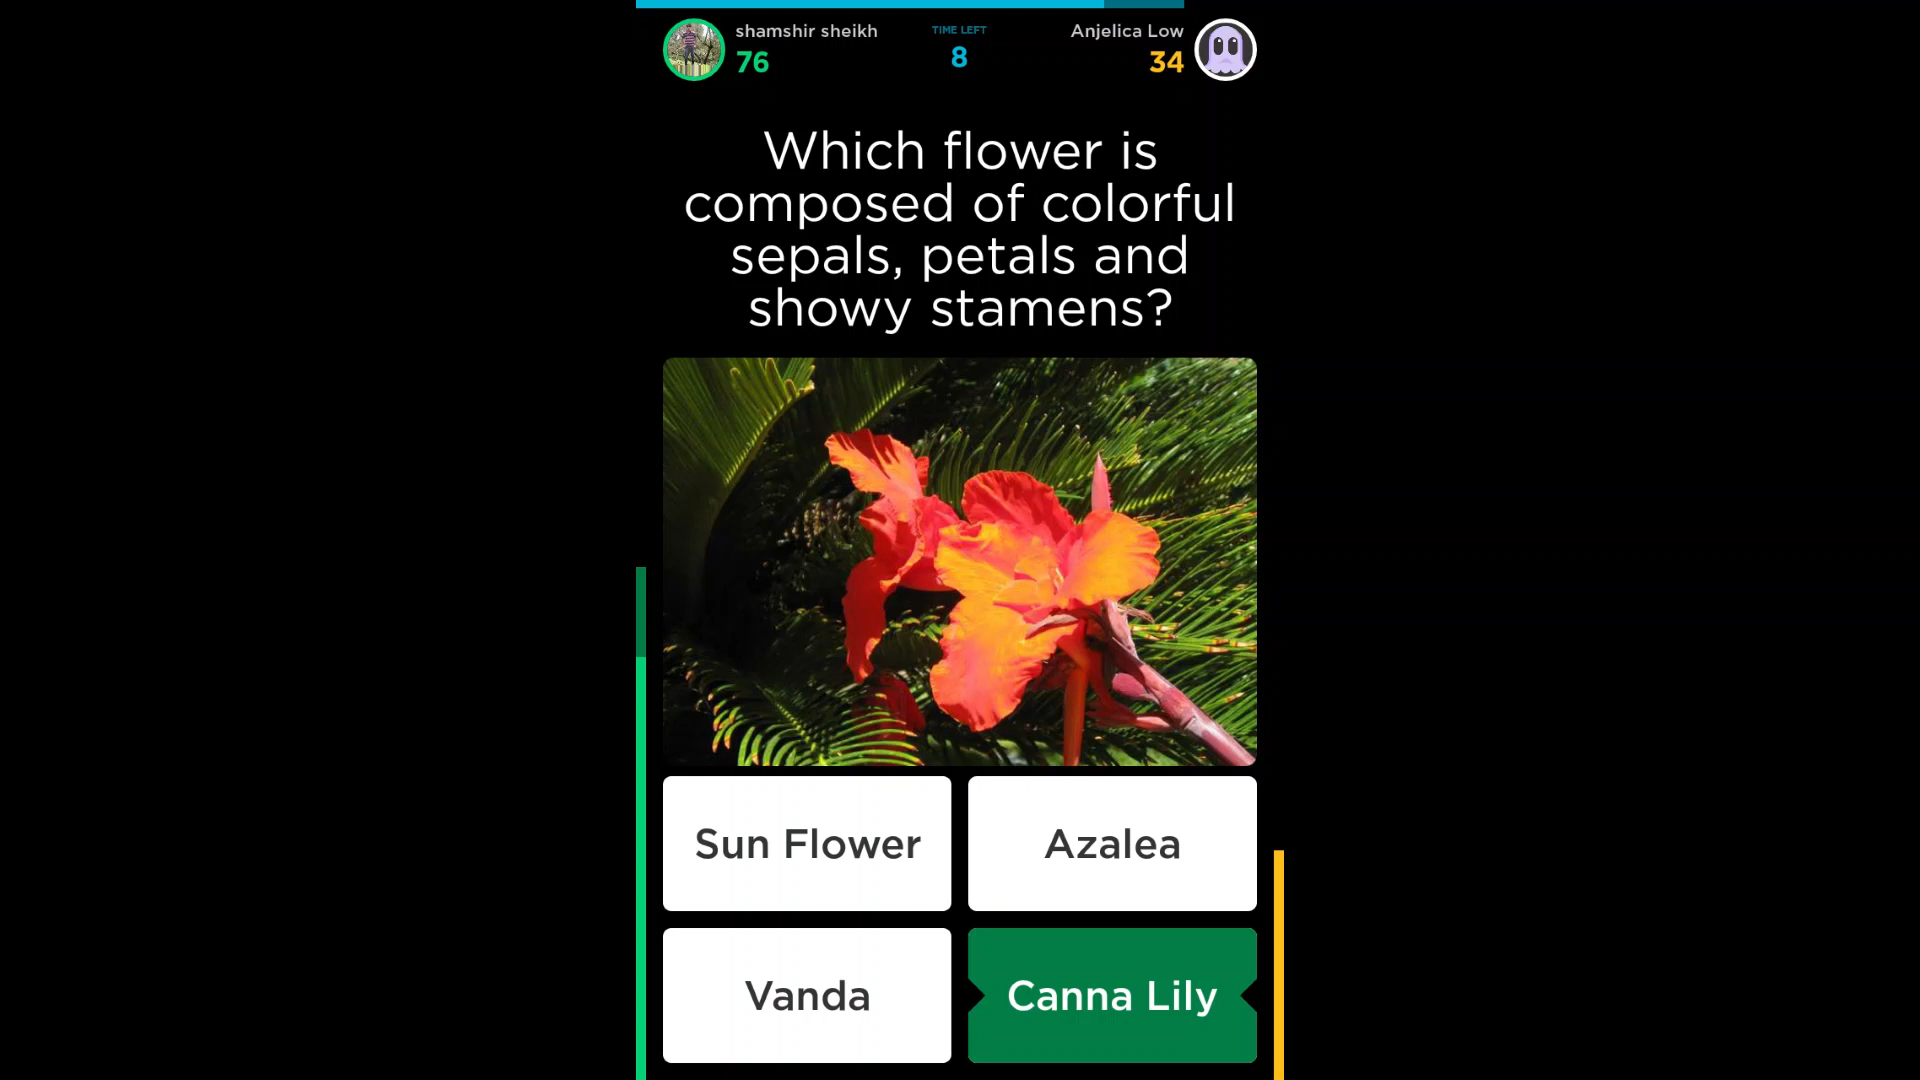 shamshir sheikh
76
TIME LEFT
8
Anjelica Low
34
Which flower is
composed of colorful
sepals, petals and
showy stamens?
Sun Flower
Azalea
Vanda
Canna Lily